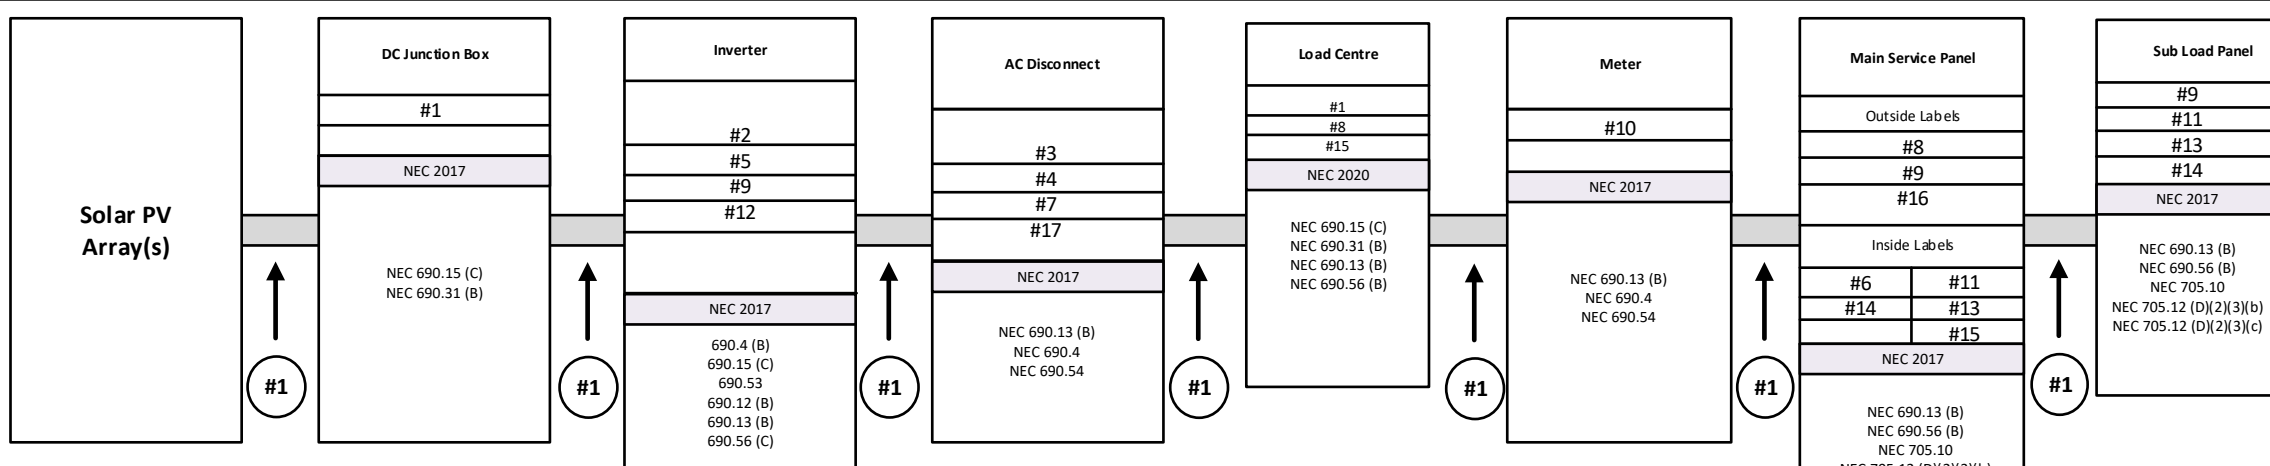 Solar PV
Array(s)
#1
DC Junction Box
#1
NEC 2017
NEC 690.15 (C)
NEC 690.31 (B)
#1
Inverter
#2
#5
#9
#12
NEC 2017
690.4 (B)
690.15 (C)
690.53
690.12 (B)
690.13 (B)
690.56 (C)
#1
AC Disconnect
#3
#4
#7
#17
NEC 2017
NEC 690.13 (B)
NEC 690.4
NEC 690.54
#1
Load Centre
#1
#8
#15
NEC 2020
NEC 690.15 (C)
NEC 690.31 (B)
NEC 690.13 (B)
NEC 690.56 (B)
#1
Meter
#10
NEC 2017
NEC 690.13 (B)
NEC 690.4
NEC 690.54
#1
Main Service Panel
Outside Labels
#8
#9
#16
Inside Labels
#6 #11
#14 #13
#15
NEC 2017
NEC 690.13 (B)
NEC 690.56 (B)
NEC 705.10
NEC 705.12 (D)(2)(3)(b)
#1
Sub Load Panel
#9
#11
#13
#14
NEC 2017
NEC 690.13 (B)
NEC 690.56 (B)
NEC 705.10
NEC 705.12 (D)(2)(3)(b)
NEC 705.12 (D)(2)(3)(c)